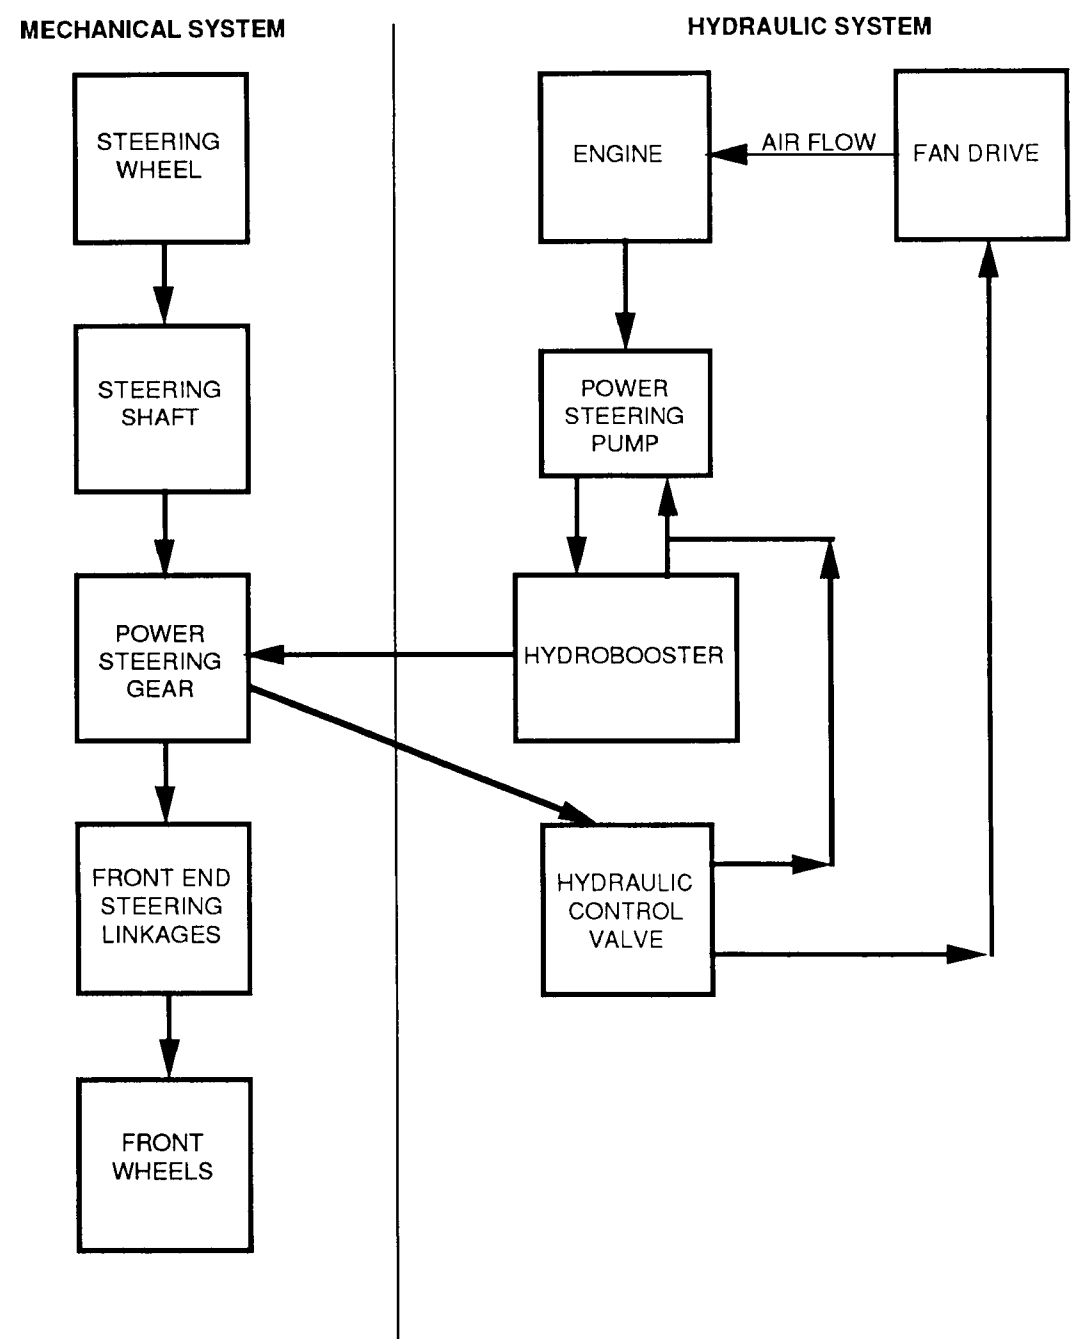 MECHANICAL SYSTEM
HYDRAULIC SYSTEM
STEERING
WHEEL
ENGINE
AIR FLOW
FAN DRIVE
STEERING
SHAFT
POWER
STEERING
PUMP
POWER
STEERING
GEAR
HYDROBOOSTER
FRONT END
STEERING
LINKAGES
HYDRAULIC
CONTROL
VALVE
FRONT
WHEELS